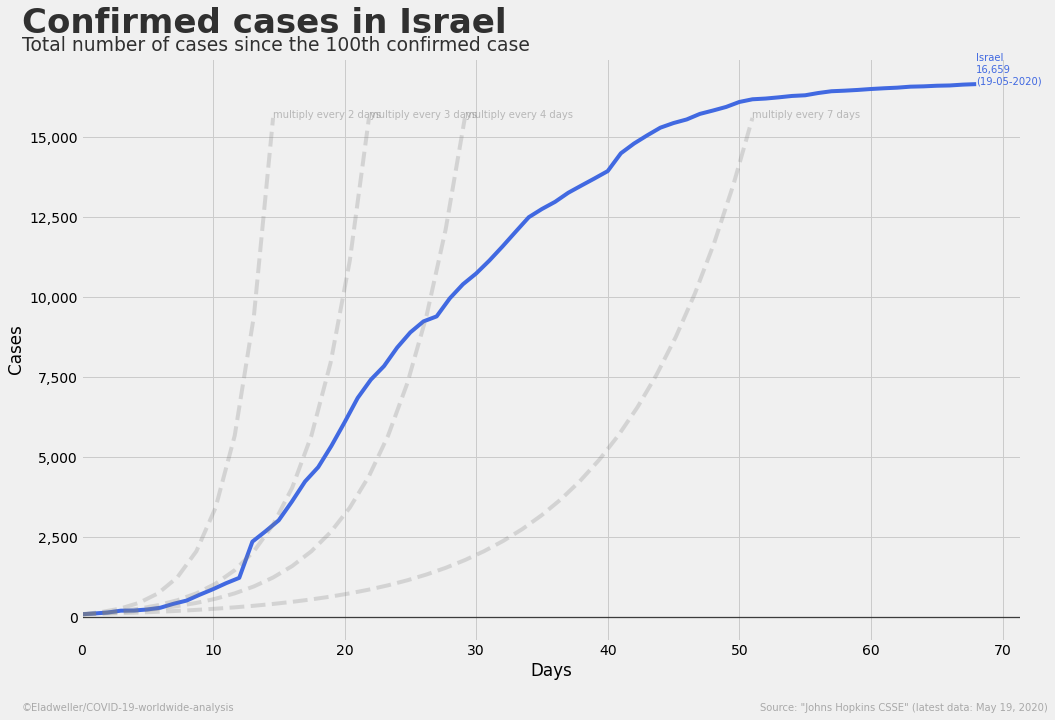 Confirmed cases in Israel
Total number of cases since the 100th confirmed case
Israel
16,659
(19-05-2020)
multiply every 2 days
multiply every 3 days
multiply every 4 days
multiply every 7 days
15,000
12,500
10,000
7,500
5,000
2,500
0
Cases
0 10 20 30 40 50 60 70
Days
©Eladweller/COVID-19-worldwide-analysis
Source: "Johns Hopkins CSSE" (latest data: May 19, 2020)